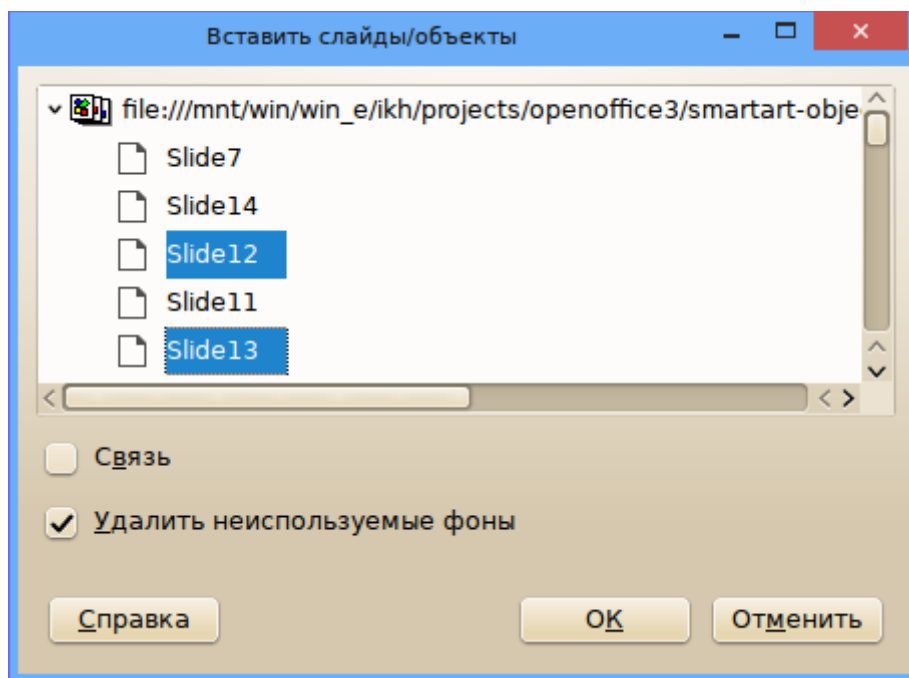 Вставить слайды/объекты
file:///mnt/win/win_e/ikh/projects/openoffice3/smartart-obje
Slide7
Slide14
Slide12
Slide11
Slide13
Связь
Удалить неиспользуемые фоны
Справка
OK
Отменить